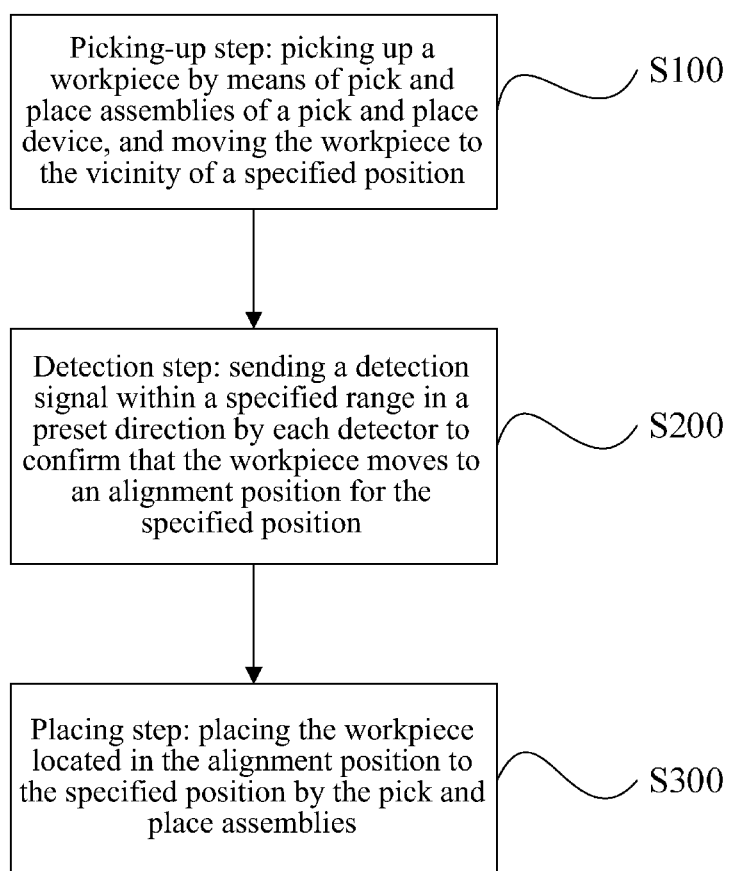 Picking-up step: picking up a
workpiece by means of pick and
place assemblies of a pick and place
device, and moving the workpiece to
the vicinity of a specified position
S100
Detection step: sending a detection
signal within a specified range in a
preset direction by each detector to
confirm that the workpiece moves to
an alignment position for the
specified position
S200
Placing step: placing the workpiece
located in the alignment position to
the specified position by the pick and
place assemblies
S300